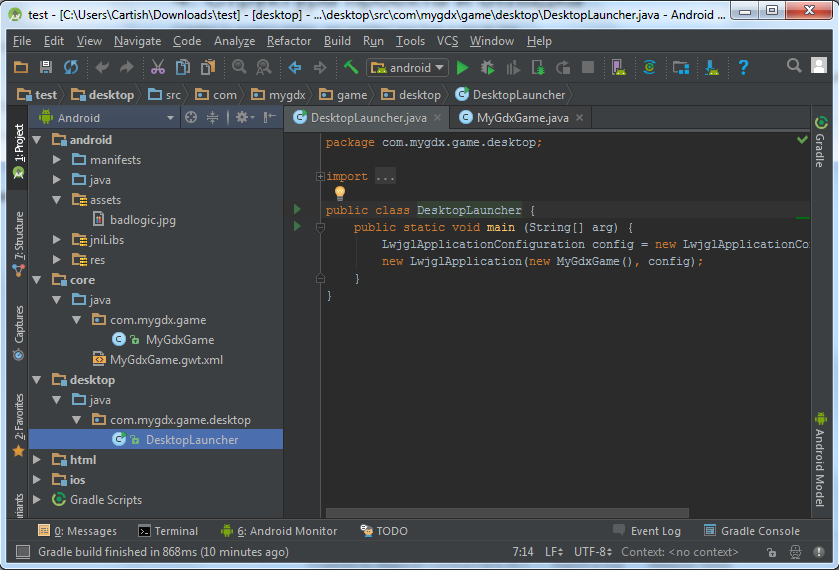 test - [C:\Users\Cartish\Downloads\test] - [desktop] - ...\desktop\src\com\mygdx\game\desktop\DesktopLauncher.java - Android ...
File Edit View Navigate Code Analyze Refactor Build Run Tools VCS Window Help
android
test desktop src com mygdx game desktop DesktopLauncher
Android
DesktopLauncher.java MyGdxGame.java
1: Project
7: Structure
Captures
2: Favorites
android
manifests
java
assets
badlogic.jpg
jniLibs
res
core
java
com.mygdx.game
MyGdxGame
MyGdxGame.gwt.xml
desktop
java
com.mygdx.game.desktop
DesktopLauncher
html
ios
Gradle Scripts
package com.mygdx.game.desktop;
import ...
public class DesktopLauncher {
public static void main (String[] arg) {
LwjglApplicationConfiguration config = new LwjglApplicationCo
new LwjglApplication(new MyGdxGame(), config);
}
}
Gradle
Android Model
0: Messages Terminal 6: Android Monitor TODO Event Log Gradle Console
Gradle build finished in 868ms (10 minutes ago) 7:14 LF UTF-8 Context: <no context>